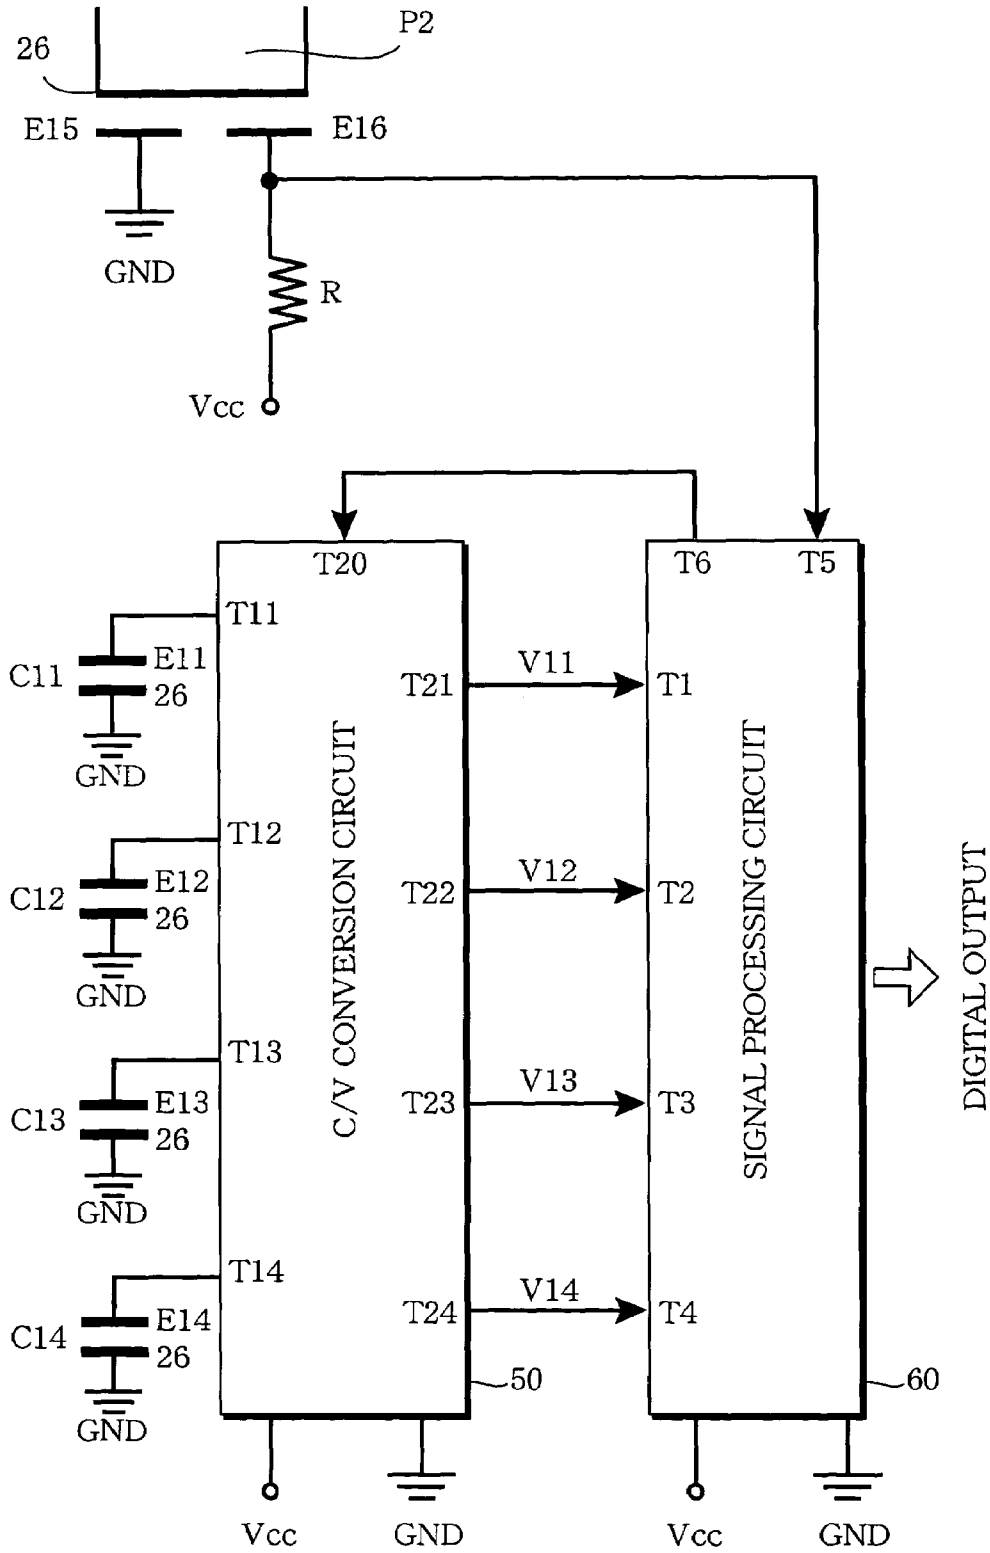 P2
26
E15
E16
GND
R
Vcc
T20
T6
T5
T11
E11
C11
26
GND
V11
T21
T1
T12
E12
C12
26
GND
V12
T22
T2
C/V CONVERSION CIRCUIT
SIGNAL PROCESSING CIRCUIT
DIGITAL OUTPUT
T13
E13
C13
26
GND
V13
T23
T3
T14
E14
C14
26
GND
V14
T24
T4
50
60
Vcc
GND
Vcc
GND